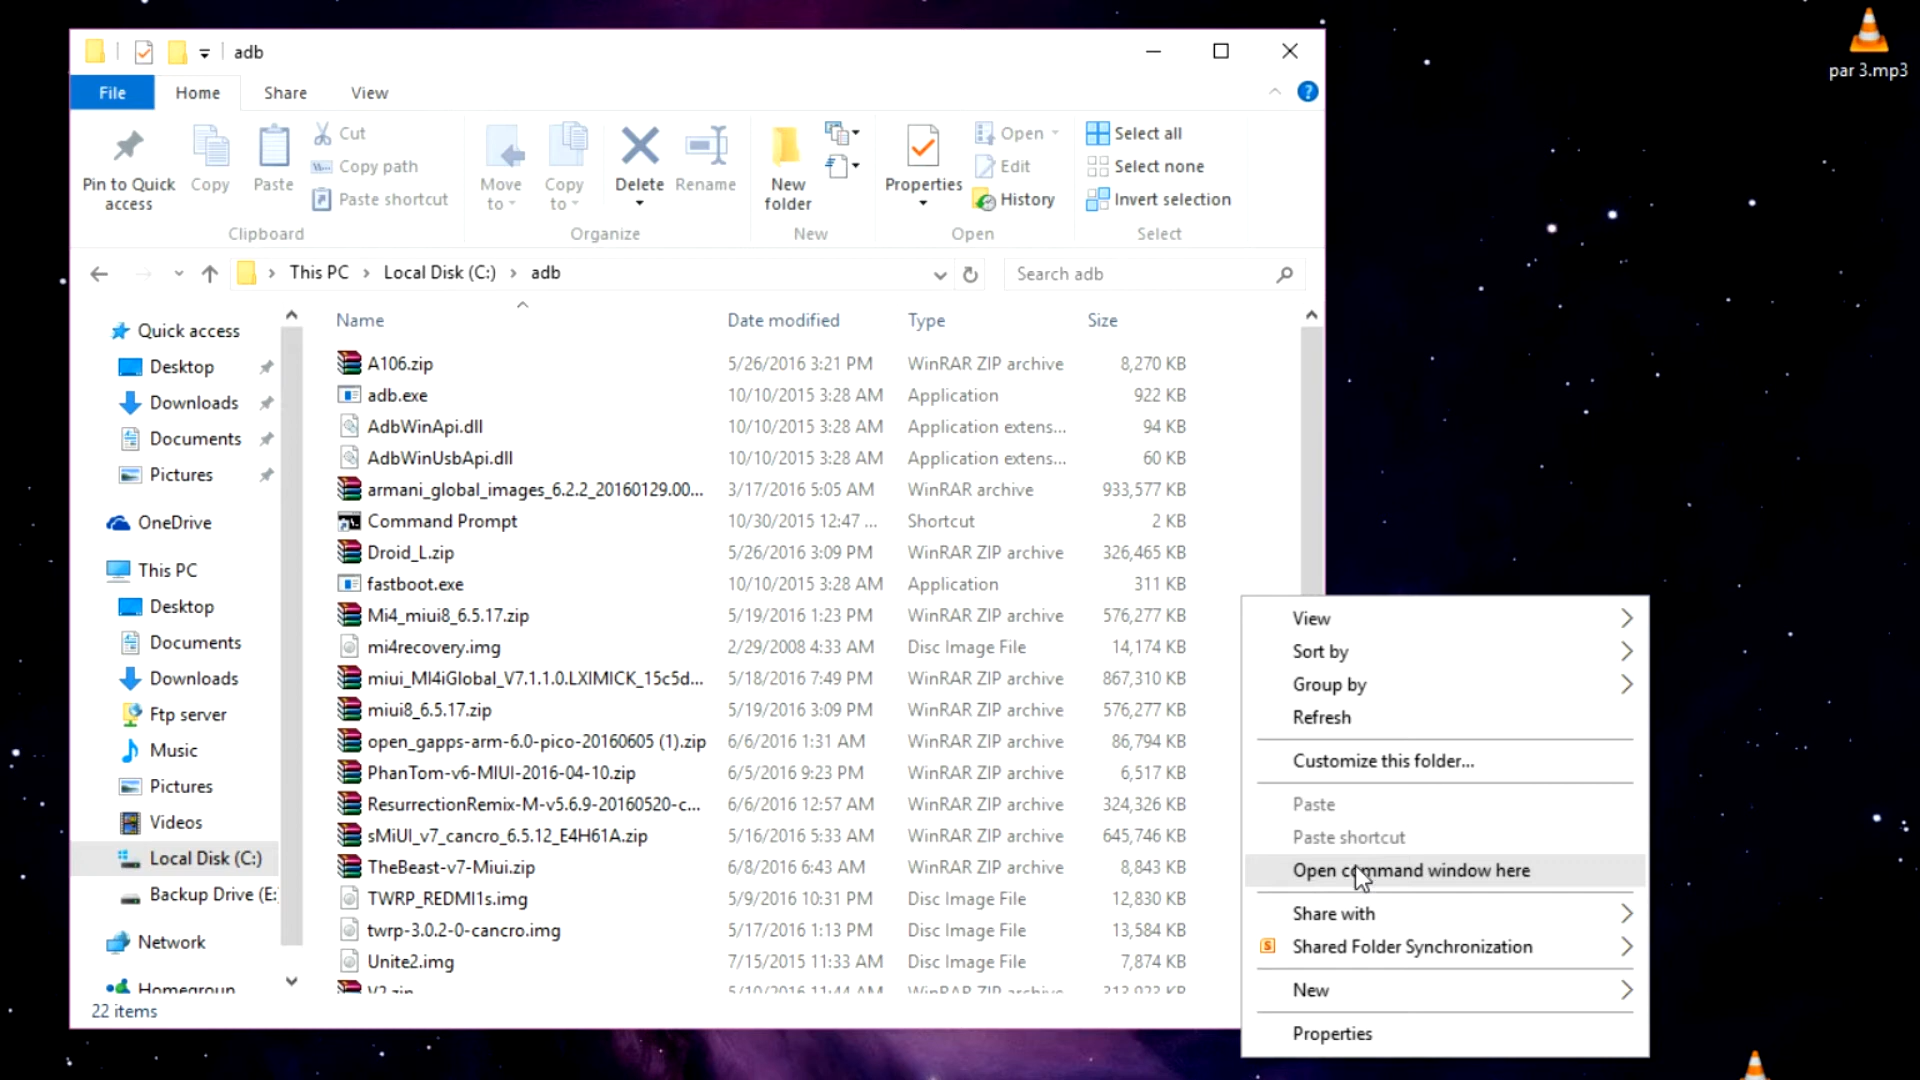 adb
File Home Share View
Pin to Quick access
Copy
Paste
Cut
Copy path
Paste shortcut
Clipboard
Move to
Copy to
Delete
Rename
Organize
New folder
New
Properties
Open
Edit
History
Open
Select all
Select none
Invert selection
Select
This PC > Local Disk (C:) > adb
Search adb
Quick access
Desktop
Downloads
Documents
Pictures
OneDrive
This PC
Desktop
Documents
Downloads
Ftp server
Music
Pictures
Videos
Local Disk (C:)
Backup Drive (E:
Network
Homegroup
Name Date modified Type Size
A106.zip 5/26/2016 3:21 PM WinRAR ZIP archive 8,270 KB
adb.exe 10/10/2015 3:28 AM Application 922 KB
AdbWinApi.dll 10/10/2015 3:28 AM Application extens... 94 KB
AdbWinUsbApi.dll 10/10/2015 3:28 AM Application extens... 60 KB
armani_global_images_6.2.2_20160129.00... 3/17/2016 5:05 AM WinRAR archive 933,577 KB
Command Prompt 10/30/2015 12:47 ... Shortcut 2 KB
Droid_L.zip 5/26/2016 3:09 PM WinRAR ZIP archive 326,465 KB
fastboot.exe 10/10/2015 3:28 AM Application 311 KB
Mi4_miui8_6.5.17.zip 5/19/2016 1:23 PM WinRAR ZIP archive 576,277 KB
mi4recovery.img 2/29/2008 4:33 AM Disc Image File 14,174 KB
miui_MI4iGlobal_V7.1.1.0.LXIMICK_15c5d... 5/18/2016 7:49 PM WinRAR ZIP archive 867,310 KB
miui8_6.5.17.zip 5/19/2016 3:09 PM WinRAR ZIP archive 576,277 KB
open_gapps-arm-6.0-pico-20160605 (1).zip 6/6/2016 1:31 AM WinRAR ZIP archive 86,794 KB
PhanTom-v6-MIUI-2016-04-10.zip 6/5/2016 9:23 PM WinRAR ZIP archive 6,517 KB
ResurrectionRemix-M-v5.6.9-20160520-c... 6/6/2016 12:57 AM WinRAR ZIP archive 324,326 KB
sMiUI_v7_cancro_6.5.12_E4H61A.zip 5/16/2016 5:33 AM WinRAR ZIP archive 645,746 KB
TheBeast-v7-Miui.zip 6/8/2016 6:43 AM WinRAR ZIP archive 8,843 KB
TWRP_REDMI1s.img 5/9/2016 10:31 PM Disc Image File 12,830 KB
twrp-3.0.2-0-cancro.img 5/17/2016 1:13 PM Disc Image File 13,584 KB
Unite2.img 7/15/2015 11:33 AM Disc Image File 7,874 KB
V2.zip 5/10/2016 11:44 AM WinRAR ZIP archive
22 items
View
Sort by
Group by
Refresh
Customize this folder...
Paste
Paste shortcut
Open command window here
Share with
Shared Folder Synchronization
New
Properties
par 3.mp3